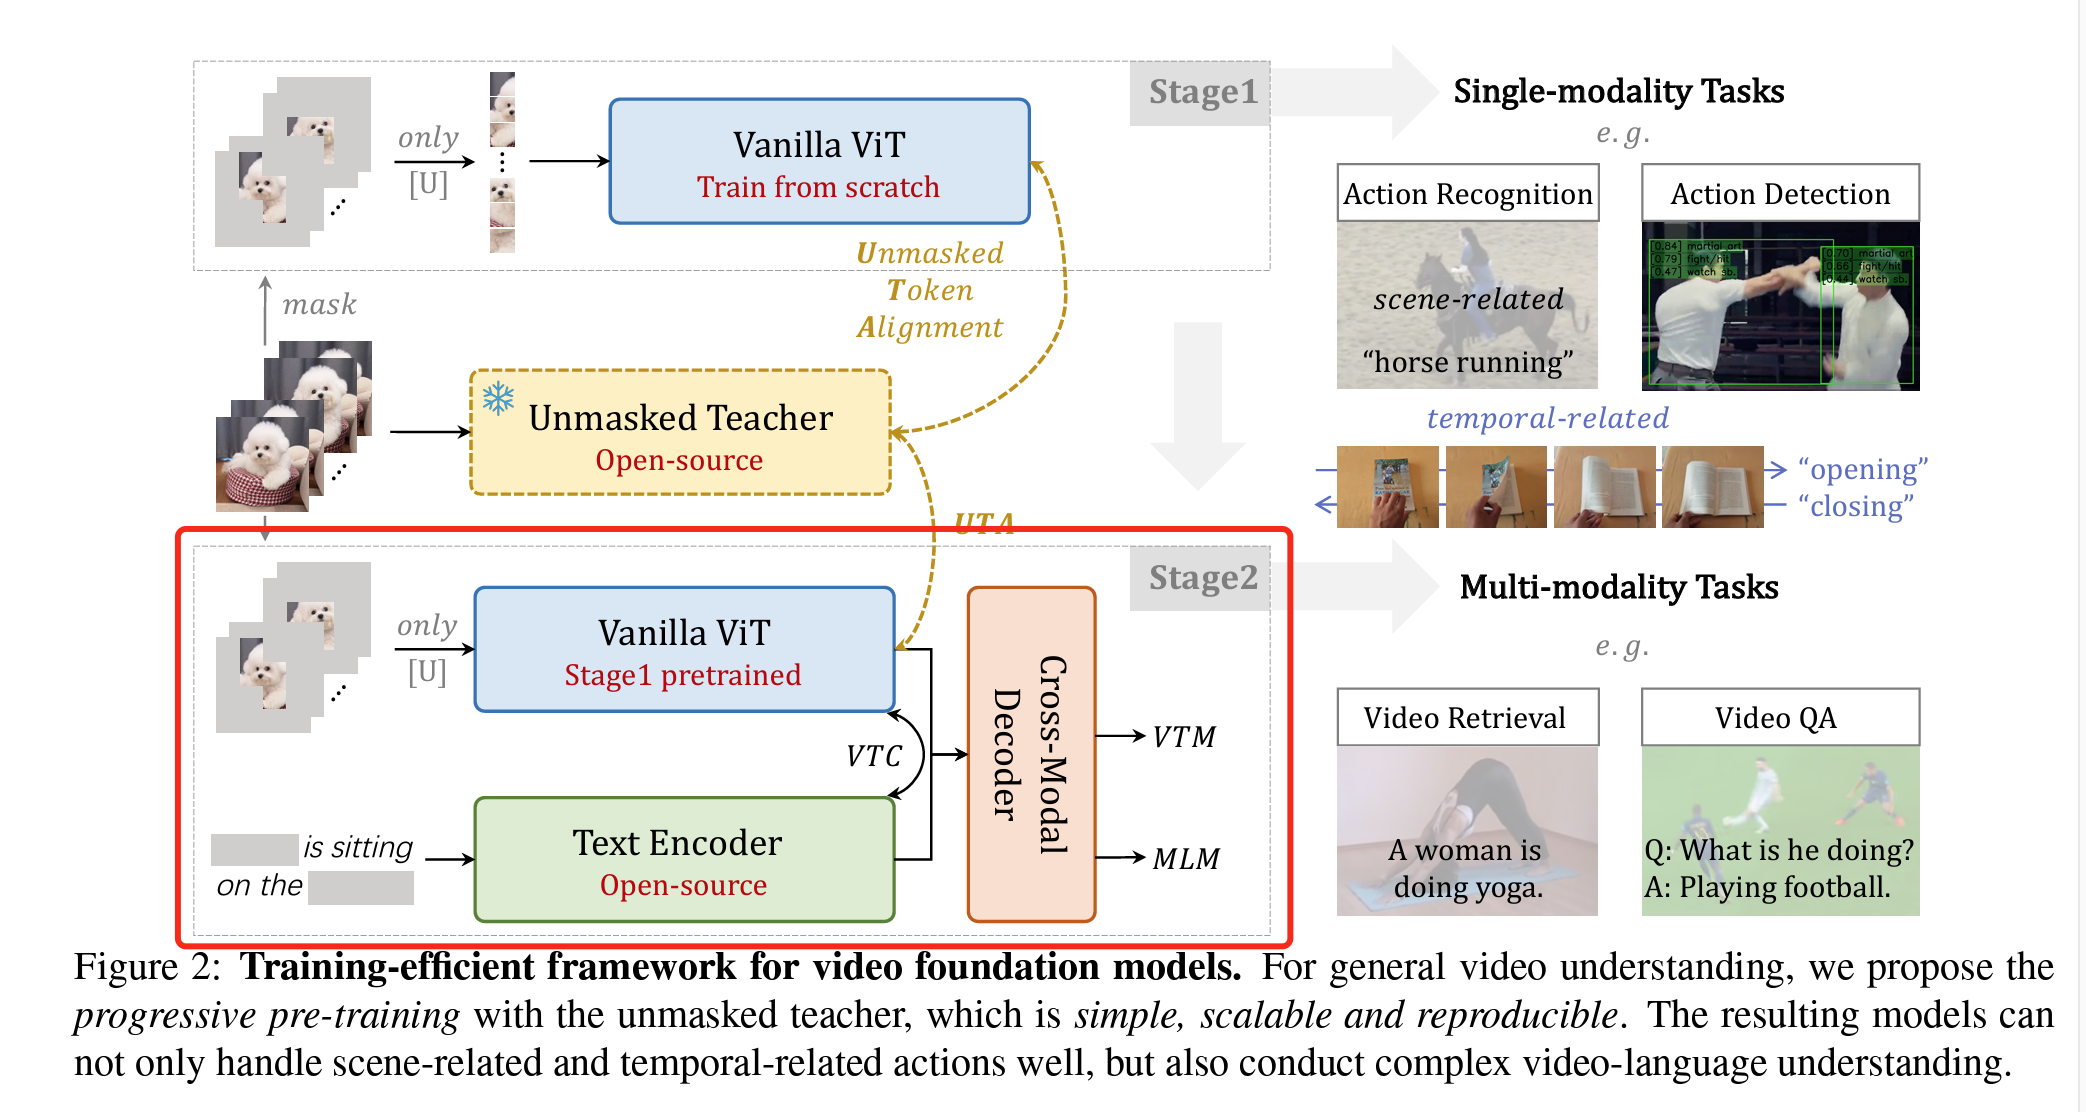 Stage1
Single-modality Tasks
e.g.
only
[U]
Vanilla ViT
Train from scratch
Action Recognition
scene-related
"horse running"
Action Detection
[0.84] martial art
[0.79] fight/hit
[0.47] watch sb.
[0.70] martial art
[0.66] fight/hit
[0.44] watch sb.
Unmasked
Token
Alignment
mask
Unmasked Teacher
Open-source
temporal-related
"opening"
"closing"
UTA
Stage2
Multi-modality Tasks
e.g.
only
[U]
Vanilla ViT
Stage1 pretrained
VTC
Cross-Modal
Decoder
VTM
MLM
is sitting
on the
Text Encoder
Open-source
Video Retrieval
A woman is
doing yoga.
Video QA
Q: What is he doing?
A: Playing football.
Figure 2: Training-efficient framework for video foundation models. For general video understanding, we propose the
progressive pre-training with the unmasked teacher, which is simple, scalable and reproducible. The resulting models can
not only handle scene-related and temporal-related actions well, but also conduct complex video-language understanding.